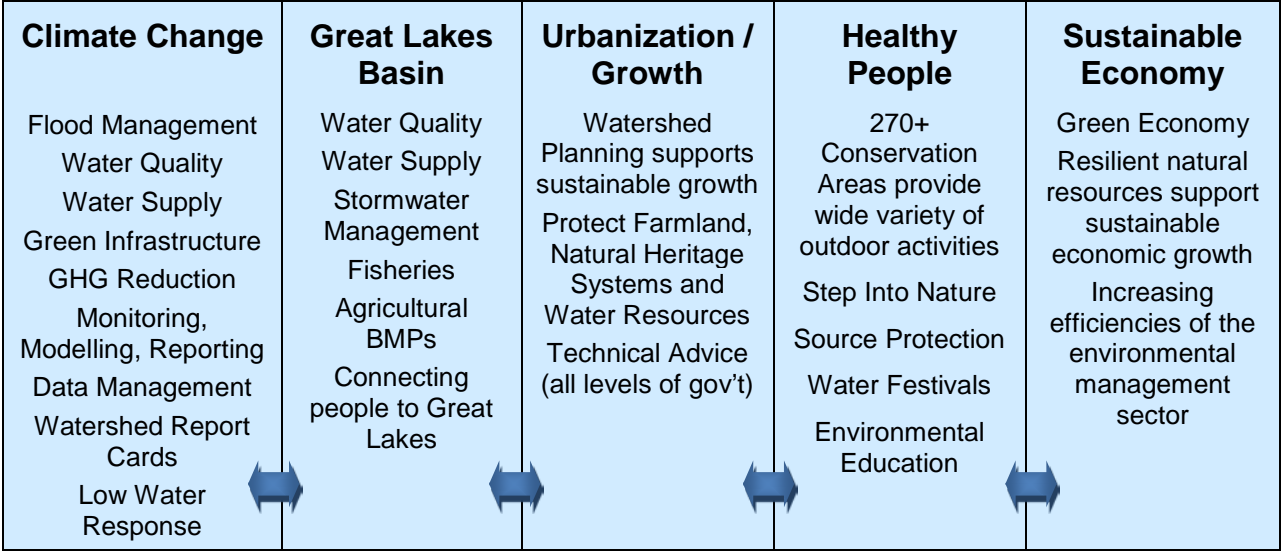 Climate Change
Flood Management
Water Quality
Water Supply
Green Infrastructure
GHG Reduction
Monitoring,
Modelling, Reporting
Data Management
Watershed Report
Cards
Low Water
Response
Great Lakes
Basin
Water Quality
Water Supply
Stormwater
Management
Fisheries
Agricultural
BMPs
Connecting
people to Great
Lakes
Urbanization /
Growth
Watershed
Planning supports
sustainable growth
Protect Farmland,
Natural Heritage
Systems and
Water Resources
Technical Advice
(all levels of gov't)
Healthy
People
270+
Conservation
Areas provide
wide variety of
outdoor activities
Step Into Nature
Source Protection
Water Festivals
Environmental
Education
Sustainable
Economy
Green Economy
Resilient natural
resources support
sustainable
economic growth
Increasing
efficiencies of the
environmental
management
sector